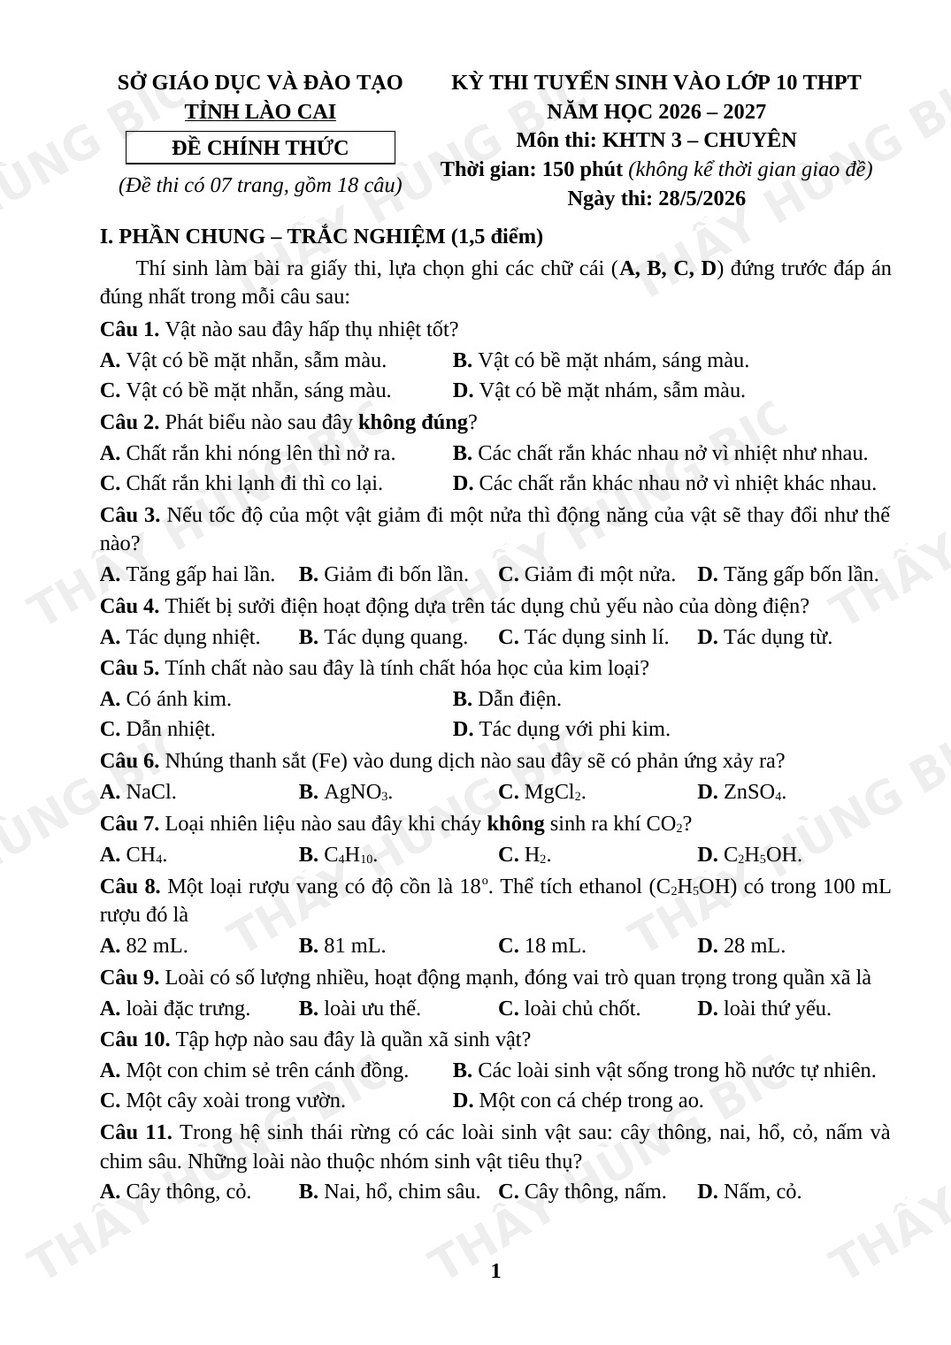 SỞ GIÁO DỤC VÀ ĐÀO TẠO
TỈNH LÀO CAI
ĐỀ CHÍNH THỨC
(Đề thi có 07 trang, gồm 18 câu)
KỲ THI TUYỂN SINH VÀO LỚP 10 THPT
NĂM HỌC 2026 – 2027
Môn thi: KHTN 3 – CHUYÊN
Thời gian: 150 phút (không kể thời gian giao đề)
Ngày thi: 28/5/2026
I. PHẦN CHUNG – TRẮC NGHIỆM (1,5 điểm)
Thí sinh làm bài ra giấy thi, lựa chọn ghi các chữ cái (A, B, C, D) đứng trước đáp án
đúng nhất trong mỗi câu sau:
Câu 1. Vật nào sau đây hấp thụ nhiệt tốt?
A. Vật có bề mặt nhẵn, sẫm màu. B. Vật có bề mặt nhám, sáng màu.
C. Vật có bề mặt nhẵn, sáng màu. D. Vật có bề mặt nhám, sẫm màu.
Câu 2. Phát biểu nào sau đây không đúng?
A. Chất rắn khi nóng lên thì nở ra. B. Các chất rắn khác nhau nở vì nhiệt như nhau.
C. Chất rắn khi lạnh đi thì co lại. D. Các chất rắn khác nhau nở vì nhiệt khác nhau.
Câu 3. Nếu tốc độ của một vật giảm đi một nửa thì động năng của vật sẽ thay đổi như thế
nào?
A. Tăng gấp hai lần. B. Giảm đi bốn lần. C. Giảm đi một nửa. D. Tăng gấp bốn lần.
Câu 4. Thiết bị sưởi điện hoạt động dựa trên tác dụng chủ yếu nào của dòng điện?
A. Tác dụng nhiệt. B. Tác dụng quang. C. Tác dụng sinh lí. D. Tác dụng từ.
Câu 5. Tính chất nào sau đây là tính chất hóa học của kim loại?
A. Có ánh kim. B. Dẫn điện.
C. Dẫn nhiệt. D. Tác dụng với phi kim.
Câu 6. Nhúng thanh sắt (Fe) vào dung dịch nào sau đây sẽ có phản ứng xảy ra?
A. NaCl. B. AgNO₃. C. MgCl₂. D. ZnSO₄.
Câu 7. Loại nhiên liệu nào sau đây khi cháy không sinh ra khí CO₂?
A. CH₄. B. C₄H₁₀. C. H₂. D. C₂H₅OH.
Câu 8. Một loại rượu vang có độ cồn là 18º. Thể tích ethanol (C₂H₅OH) có trong 100 mL
rượu đó là
A. 82 mL. B. 81 mL. C. 18 mL. D. 28 mL.
Câu 9. Loài có số lượng nhiều, hoạt động mạnh, đóng vai trò quan trọng trong quần xã là
A. loài đặc trưng. B. loài ưu thế. C. loài chủ chốt. D. loài thứ yếu.
Câu 10. Tập hợp nào sau đây là quần xã sinh vật?
A. Một con chim sẻ trên cánh đồng. B. Các loài sinh vật sống trong hồ nước tự nhiên.
C. Một cây xoài trong vườn. D. Một con cá chép trong ao.
Câu 11. Trong hệ sinh thái rừng có các loài sinh vật sau: cây thông, nai, hổ, cỏ, nấm và
chim sâu. Những loài nào thuộc nhóm sinh vật tiêu thụ?
A. Cây thông, cỏ. B. Nai, hổ, chim sâu. C. Cây thông, nấm. D. Nấm, cỏ.
1